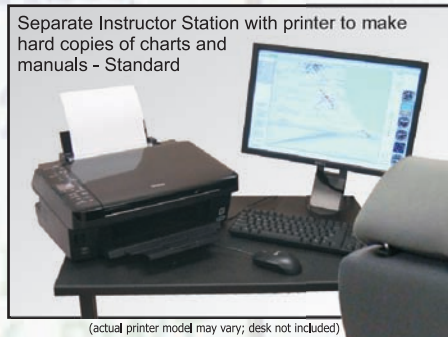 Separate Instructor Station with printer to make
hard copies of charts and
manuals - Standard
(actual printer model may vary; desk not included)